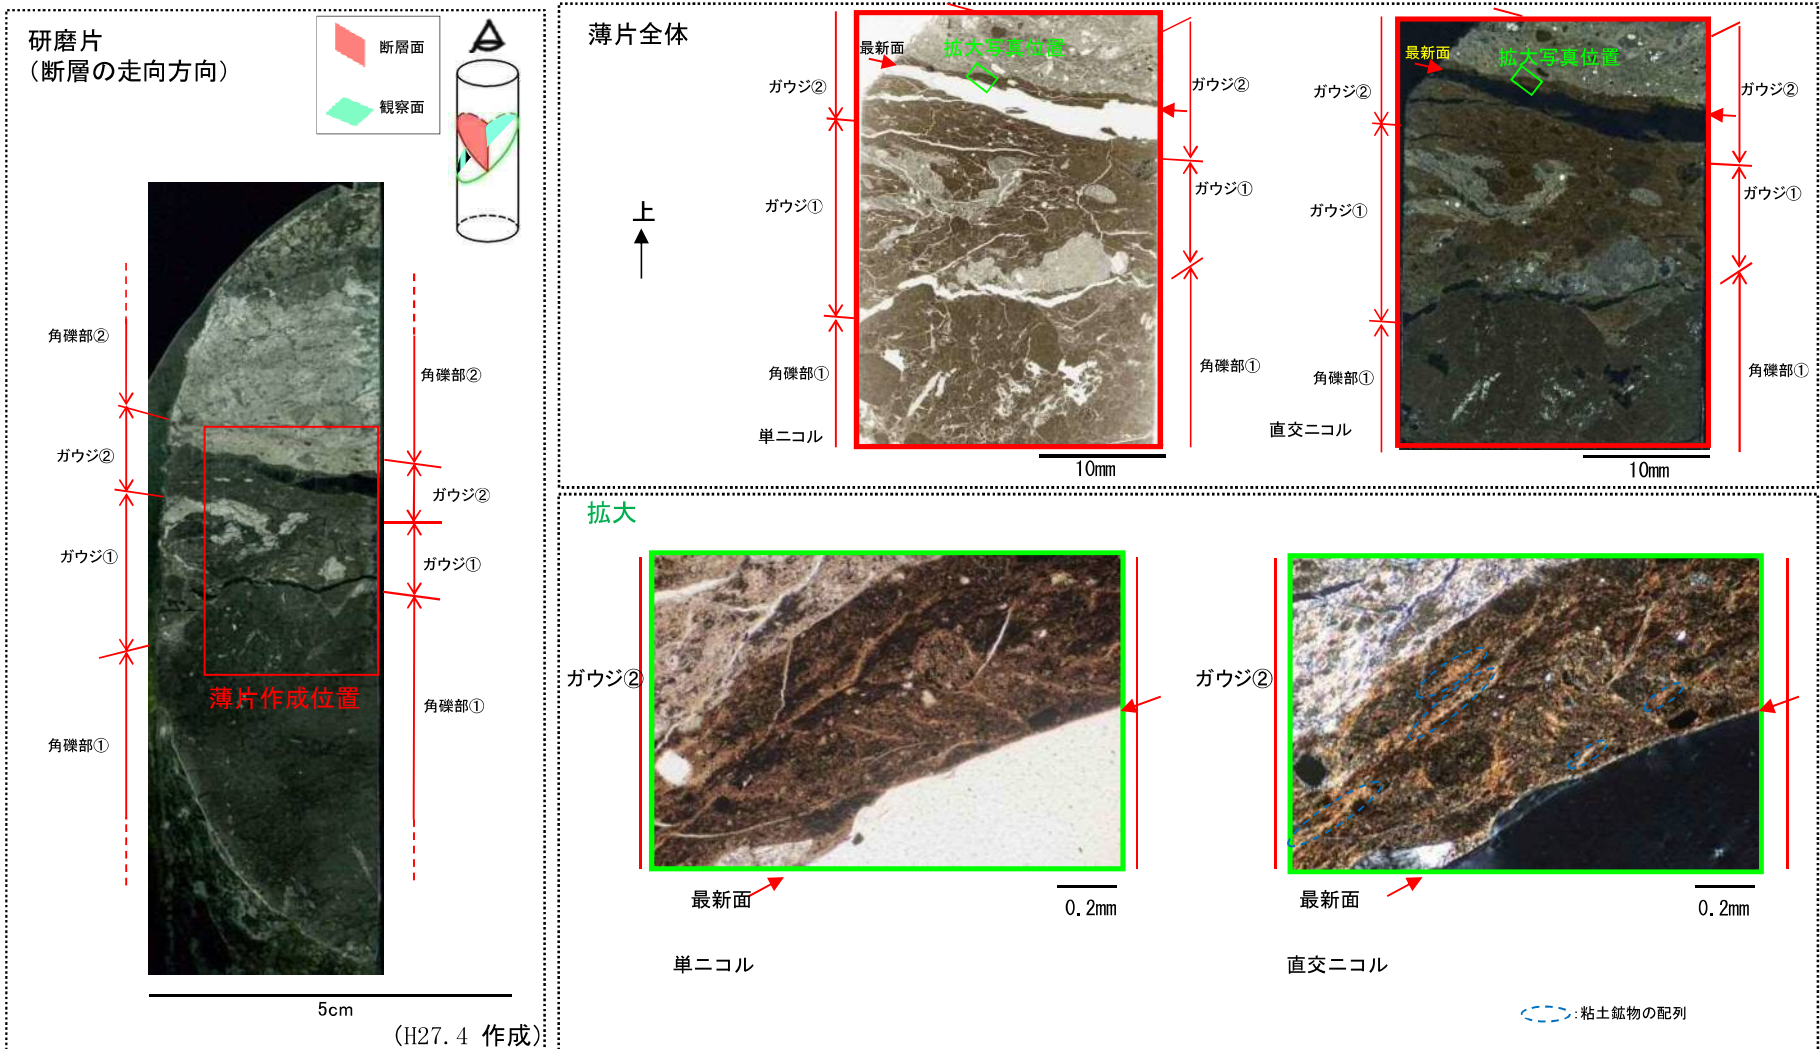 研磨片
(断層の走向方向)
断層面
観察面
角礫部②
角礫部②
ガウジ②
ガウジ②
ガウジ①
ガウジ①
薄片作成位置
角礫部①
角礫部①
5cm
(H27.4 作成)
薄片全体
上
最新面
拡大写真位置
ガウジ②
ガウジ②
ガウジ①
ガウジ①
角礫部①
角礫部①
単ニコル
10mm
最新面
拡大写真位置
ガウジ②
ガウジ②
ガウジ①
ガウジ①
角礫部①
角礫部①
直交ニコル
10mm
拡大
ガウジ②
最新面
0.2mm
単ニコル
ガウジ②
最新面
0.2mm
直交ニコル
:粘土鉱物の配列